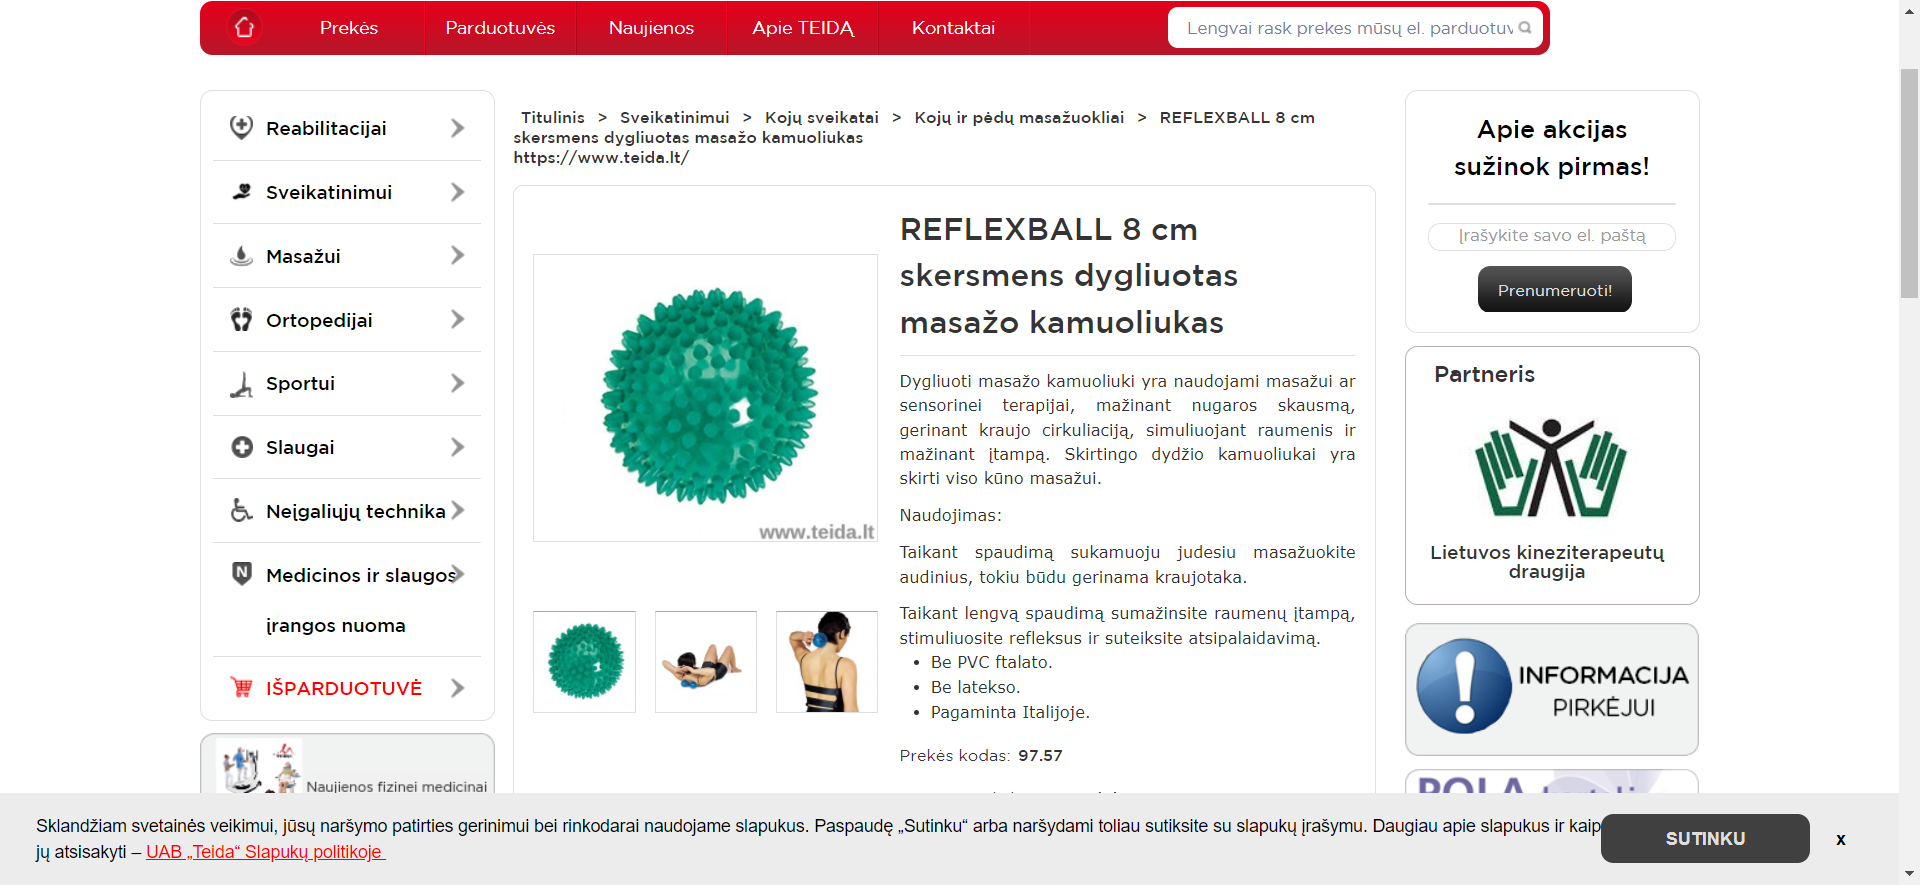 Prekės
Parduotuvės
Naujienos
Apie TEIDĄ
Kontaktai
Lengvai rask prekes mūsų el. parduotuv
Reabilitacijai
Sveikatinimui
Masažui
Ortopedijai
Sportui
Slaugai
Neįgaliųjų technika
Medicinos ir slaugos
įrangos nuoma
IŠPARDUOTUVĖ
Naujienos fizinei medicinai
Titulinis > Sveikatinimui > Kojų sveikatai > Kojų ir pėdų masažuokliai > REFLEXBALL 8 cm
skersmens dygliuotas masažo kamuoliukas
https://www.teida.lt/
www.teida.lt
REFLEXBALL 8 cm
skersmens dygliuotas
masažo kamuoliukas
Dygliuoti masažo kamuoliuki yra naudojami masažui ar
sensorinei terapijai, mažinant nugaros skausmą,
gerinant kraujo cirkuliaciją, simuliuojant raumenis ir
mažinant įtampą. Skirtingo dydžio kamuoliukai yra
skirti viso kūno masažui.
Naudojimas:
Taikant spaudimą sukamuoju judesiu masažuokite
audinius, tokiu būdu gerinama kraujotaka.
Taikant lengvą spaudimą sumažinsite raumenų įtampą,
stimuliuosite refleksus ir suteiksite atsipalaidavimą.
• Be PVC ftalato.
• Be latekso.
• Pagaminta Italijoje.
Prekės kodas: 97.57
Apie akcijas
sužinok pirmas!
Įrašykite savo el. paštą
Prenumeruoti!
Partneris
Lietuvos kineziterapeutų
draugija
INFORMACIJA
PIRKĖJUI
POLA
Sklandžiam svetainės veikimui, jūsų naršymo patirties gerinimui bei rinkodarai naudojame slapukus. Paspaudę „Sutinku“ arba naršydami toliau sutiksite su slapukų įrašymu. Daugiau apie slapukus ir kaip
jų atsisakyti – UAB „Teida“ Slapukų politikoje
SUTINKU
x